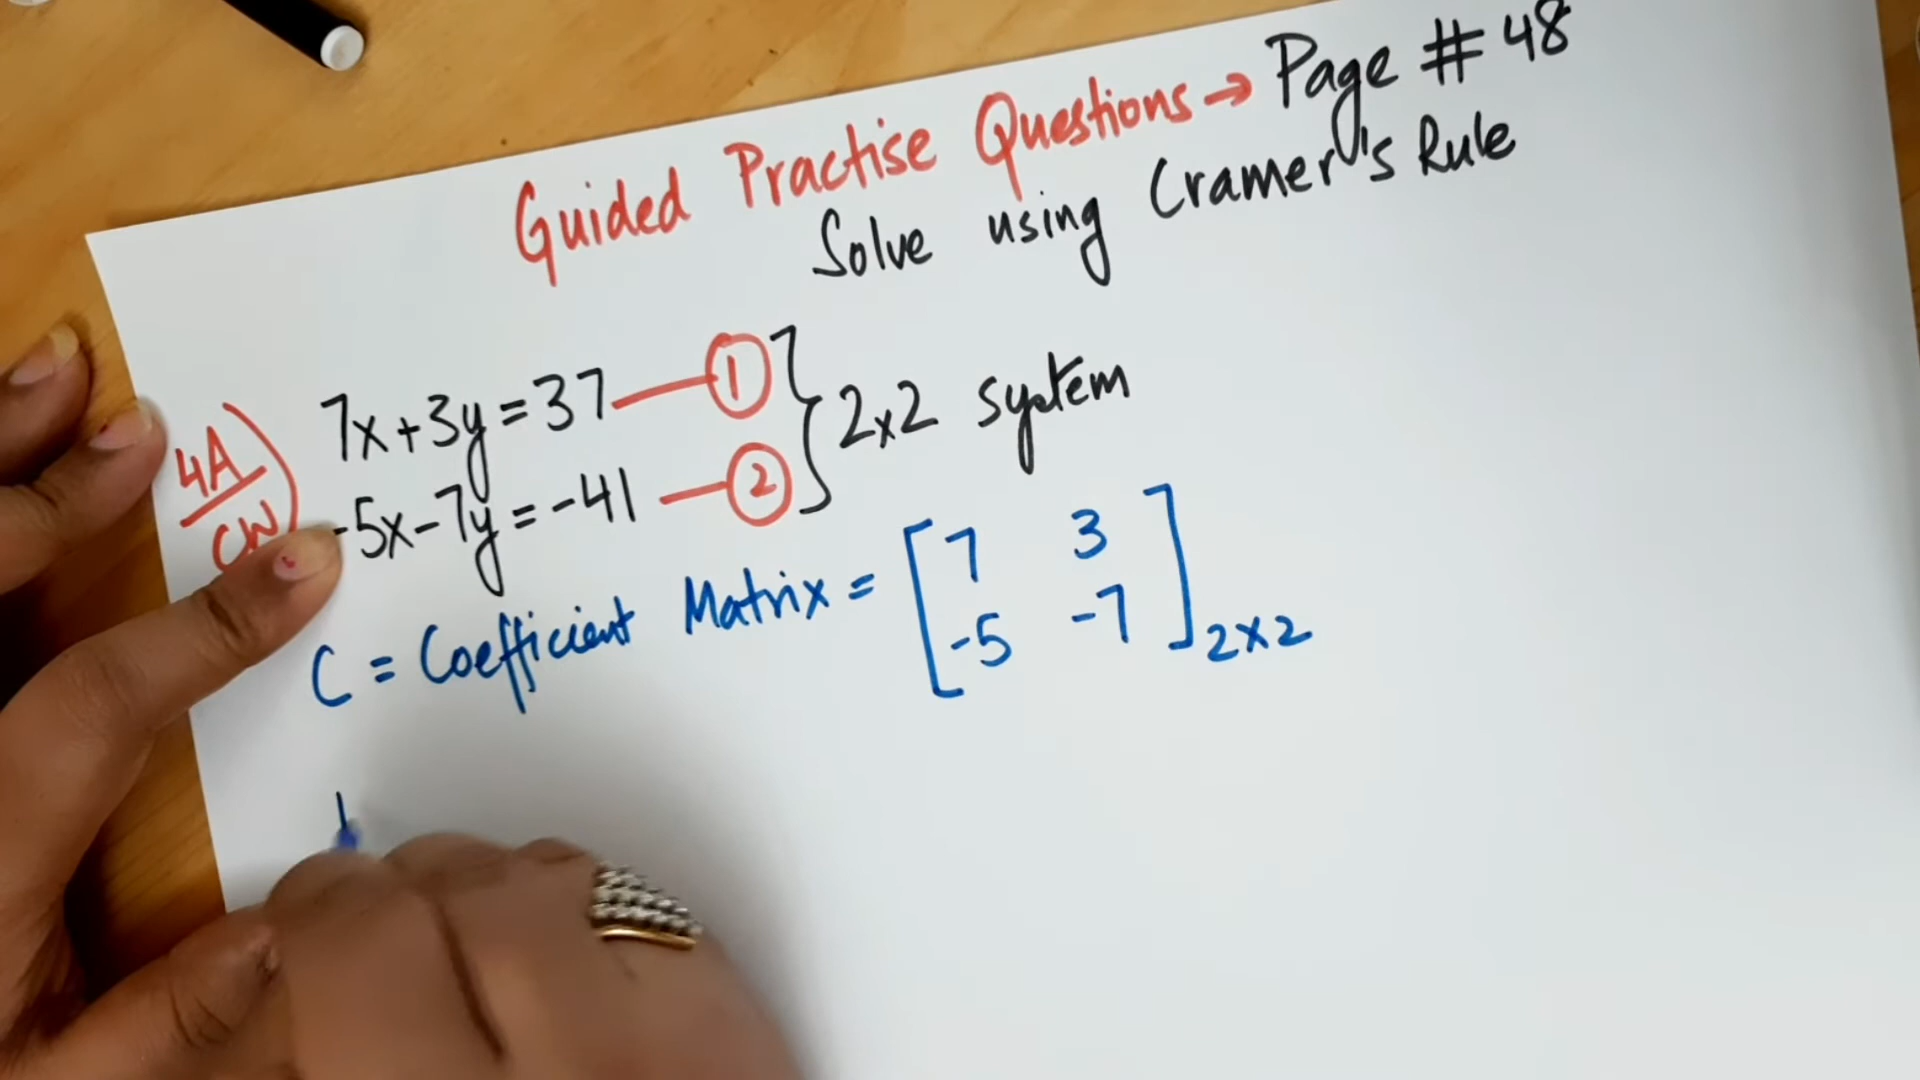 Guided Practise Questions → Page # 48
Solve using Cramer's Rule
4A) 7x+3y=37 — ① } 2x2 system
CW -5x-7y=-41 — ②
C = Coefficient Matrix = [7 3
-5 -7] 2x2